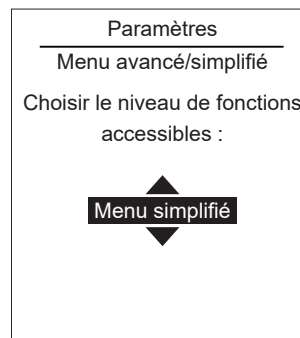 Paramètres
Menu avancé/simplifié
Choisir le niveau de fonctions
accessibles :
Menu simplifié